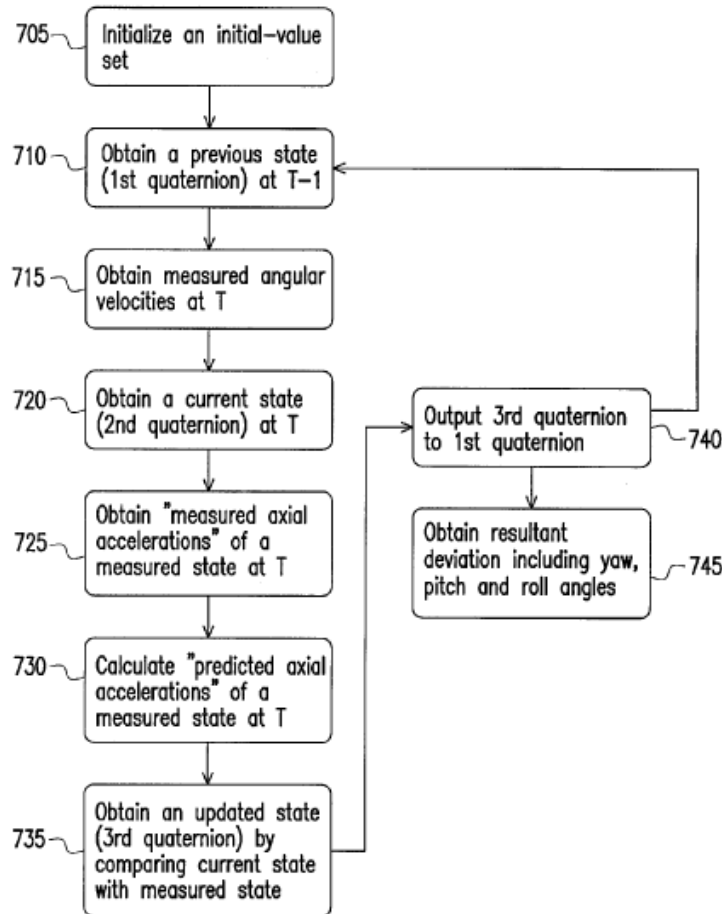 705
Initialize an initial-value
set
710
Obtain a previous state
(1st quaternion) at T-1
715
Obtain measured angular
velocities at T
720
Obtain a current state
(2nd quaternion) at T
725
Obtain "measured axial
accelerations" of a
measured state at T
730
Calculate "predicted axial
accelerations" of a
measured state at T
735
Obtain an updated state
(3rd quaternion) by
comparing current state
with measured state
Output 3rd quaternion
to 1st quaternion
740
Obtain resultant
deviation including yaw,
pitch and roll angles
745